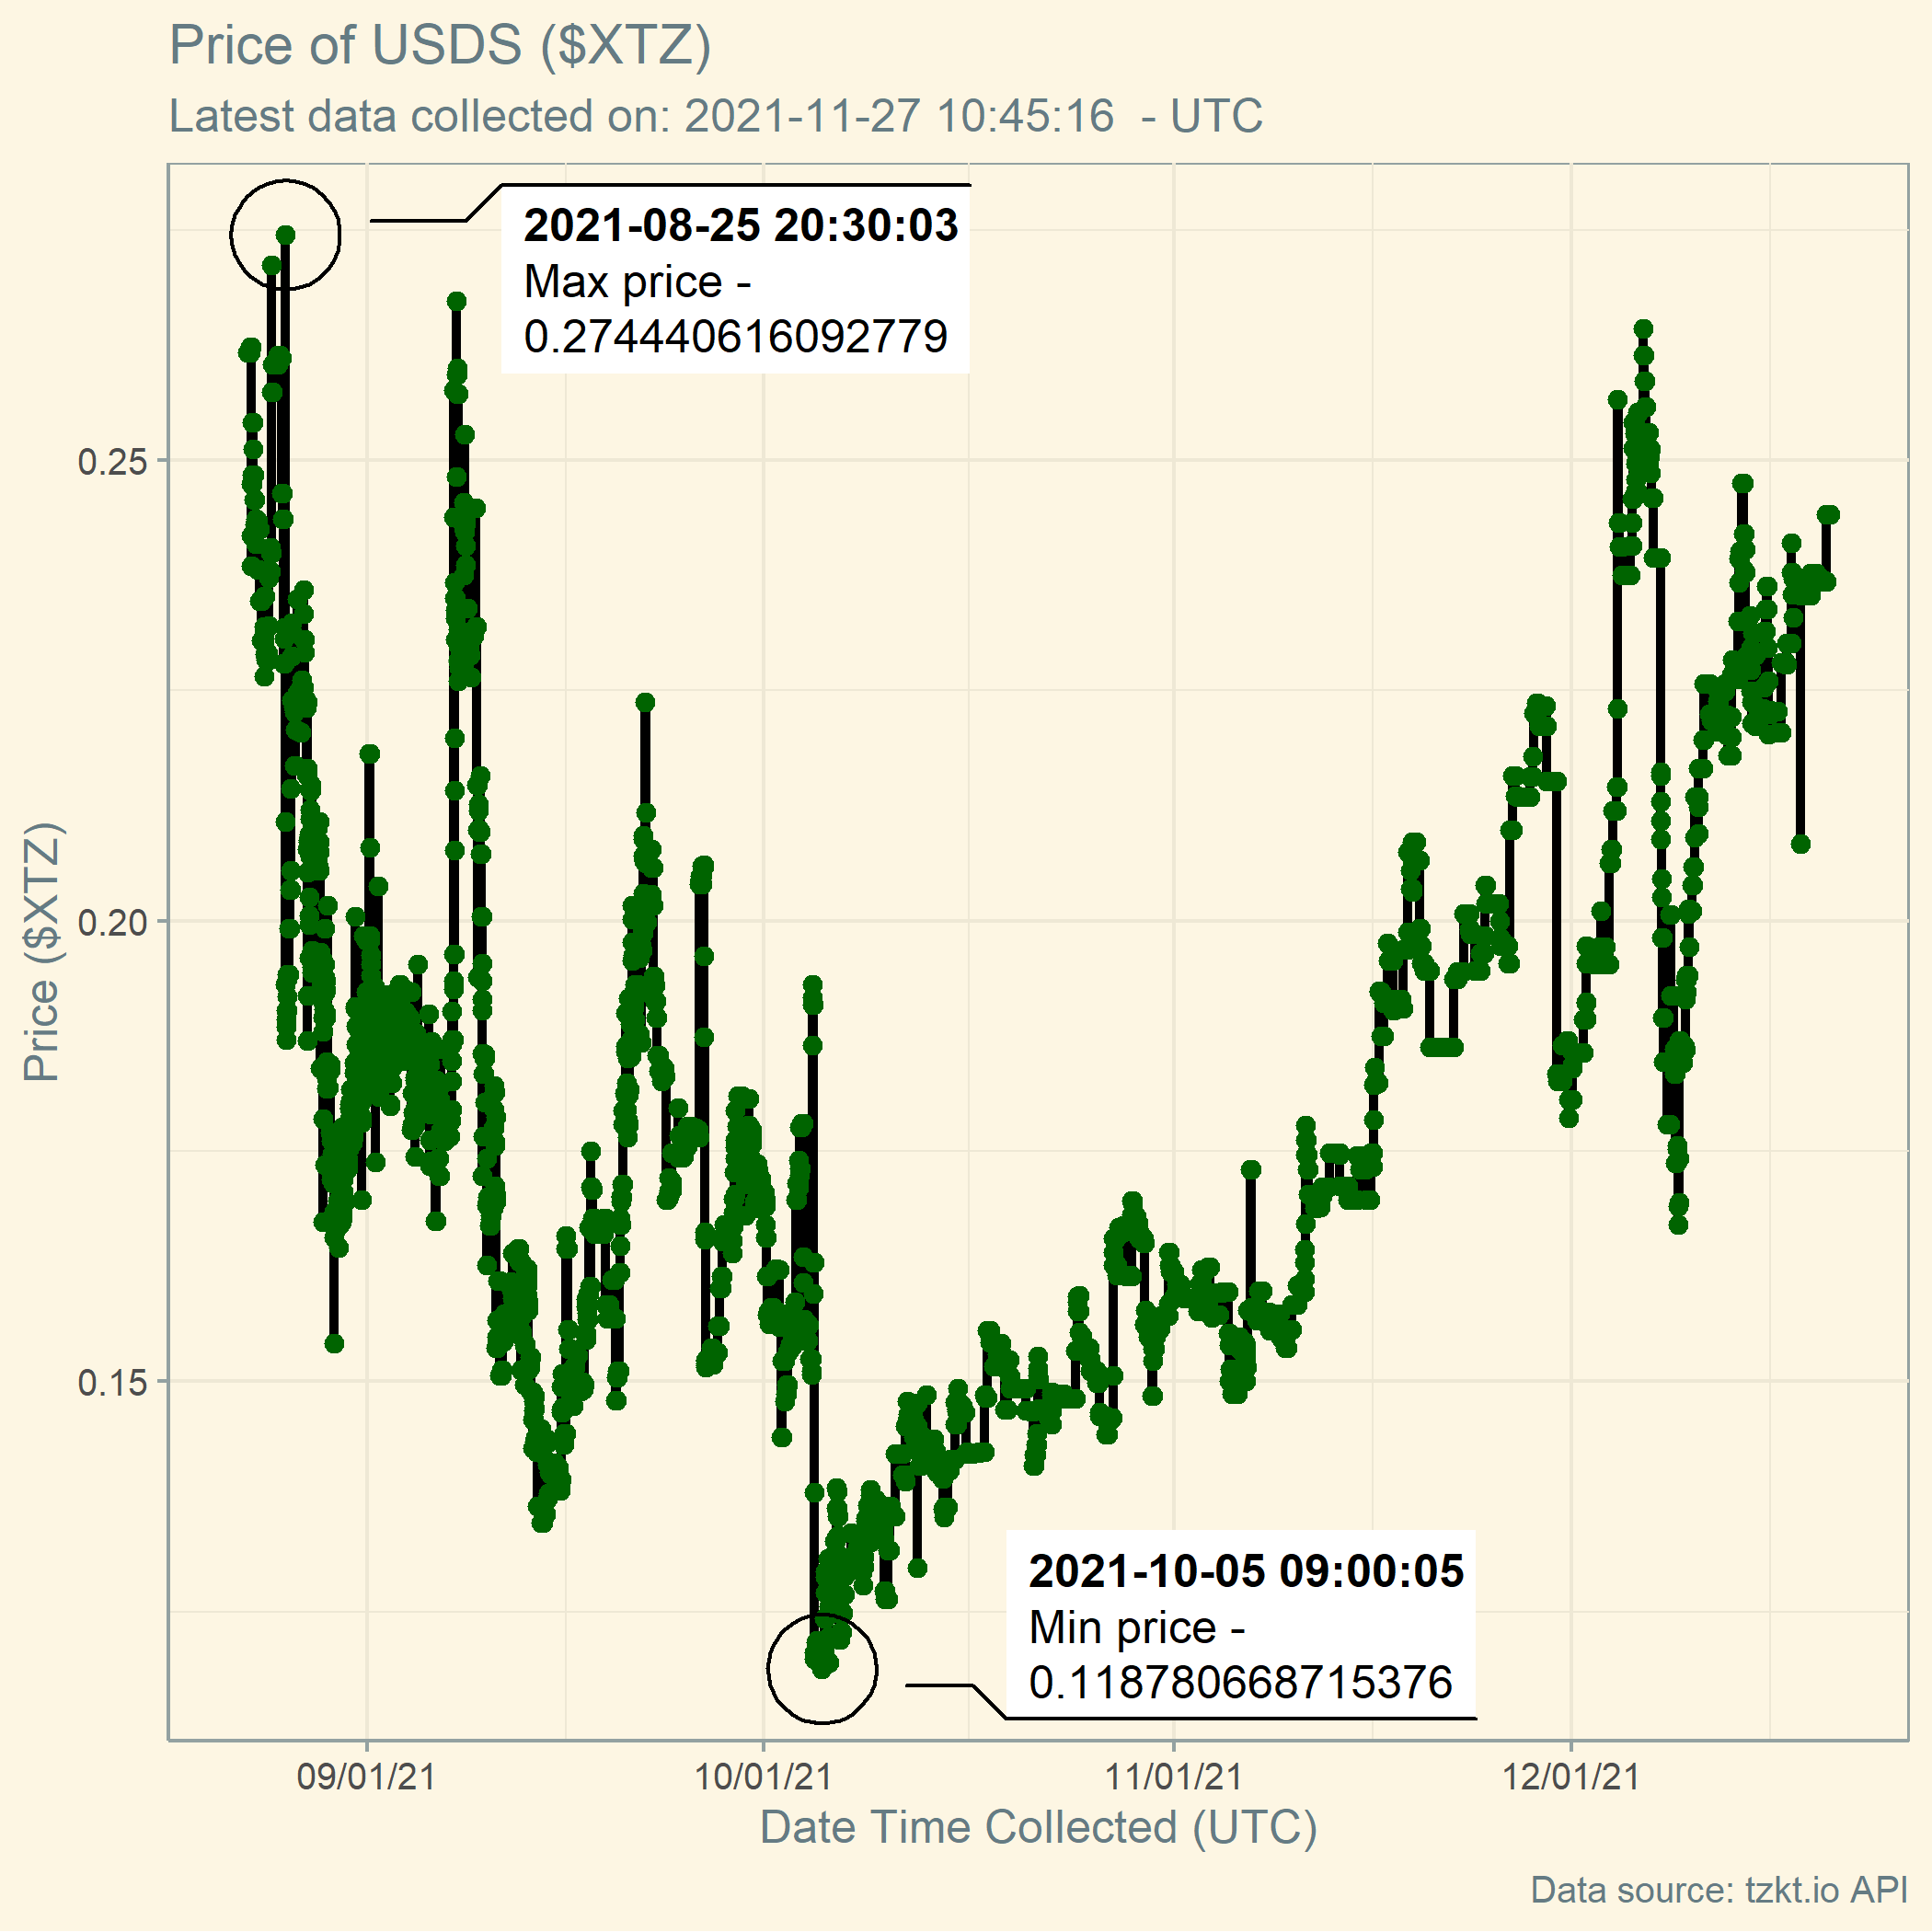 Price of USDS ($XTZ)
Latest data collected on: 2021-11-27 10:45:16  - UTC
2021-08-25 20:30:03
Max price -
0.274440616092779
0.25
0.20
0.15
Price ($XTZ)
2021-10-05 09:00:05
Min price -
0.118780668715376
09/01/21
10/01/21
11/01/21
12/01/21
Date Time Collected (UTC)
Data source: tzkt.io API